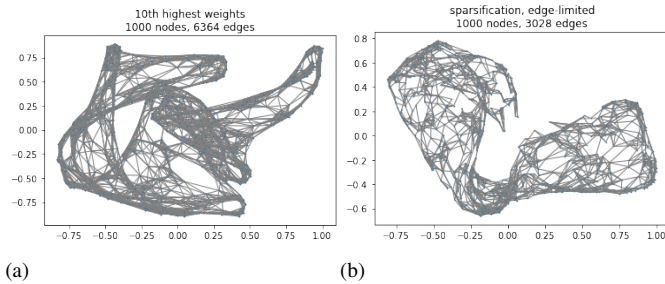 10th highest weights
1000 nodes, 6364 edges
0.75
0.50
0.25
0.00
−0.25
−0.50
−0.75
−0.75 −0.50 −0.25 0.00 0.25 0.50 0.75 1.00
(a)
sparsification, edge-limited
1000 nodes, 3028 edges
0.8
0.6
0.4
0.2
0.0
−0.2
−0.4
−0.6
−0.75 −0.50 −0.25 0.00 0.25 0.50 0.75 1.00
(b)